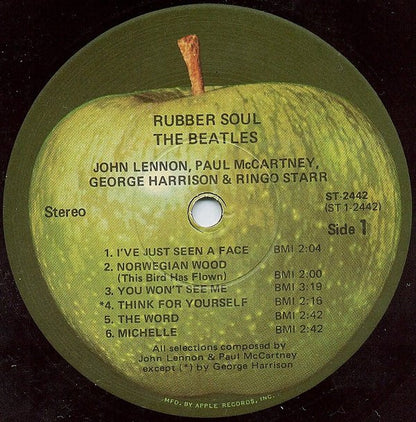 RUBBER SOUL
THE BEATLES
JOHN LENNON, PAUL McCARTNEY,
GEORGE HARRISON & RINGO STARR
Stereo
ST-2442
(ST 1-2442)
Side 1
1. I'VE JUST SEEN A FACE BMI 2:04
2. NORWEGIAN WOOD
(This Bird Has Flown) BMI 2:00
3. YOU WON'T SEE ME BMI 3:19
*4. THINK FOR YOURSELF BMI 2:16
5. THE WORD BMI 2:42
6. MICHELLE BMI 2:42
All selections composed by
John Lennon & Paul McCartney
except (*) by George Harrison
MFD. BY APPLE RECORDS, INC.